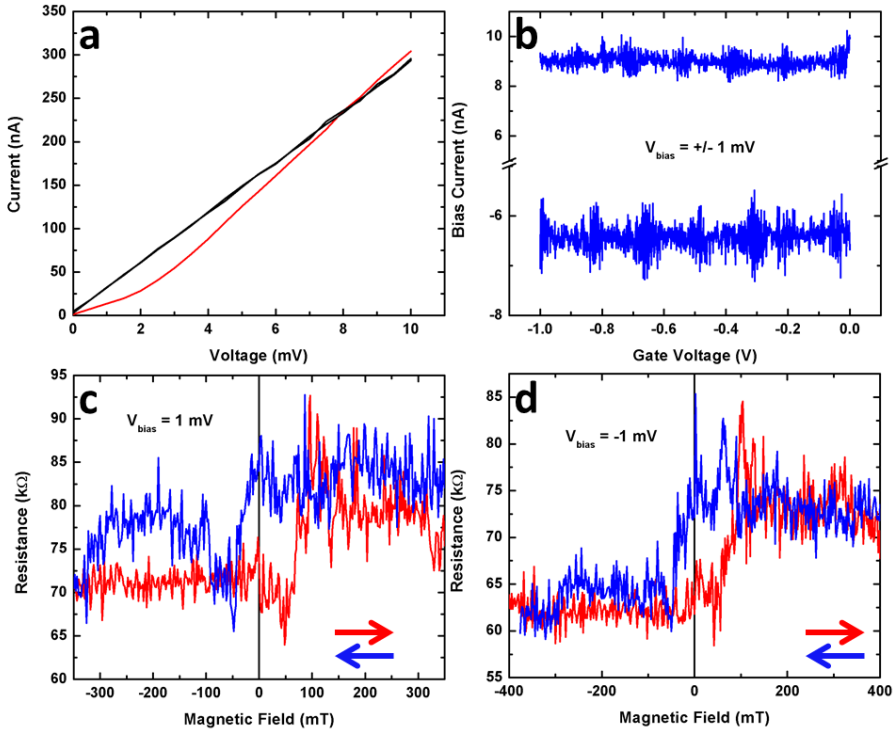 a
Current (nA)
350
300
250
200
150
100
50
0
0 2 4 6 8 10
Voltage (mV)
b
Bias Current (nA)
10
8
-6
-8
V_bias = +/- 1 mV
-1.0 -0.8 -0.6 -0.4 -0.2 0.0
Gate Voltage (V)
c
Resistance (kΩ)
95
90
85
80
75
70
65
60
V_bias = 1 mV
-300 -200 -100 0 100 200 300
Magnetic Field (mT)
d
Resistance (kΩ)
85
80
75
70
65
60
55
V_bias = -1 mV
-400 -200 0 200 400
Magnetic Field (mT)